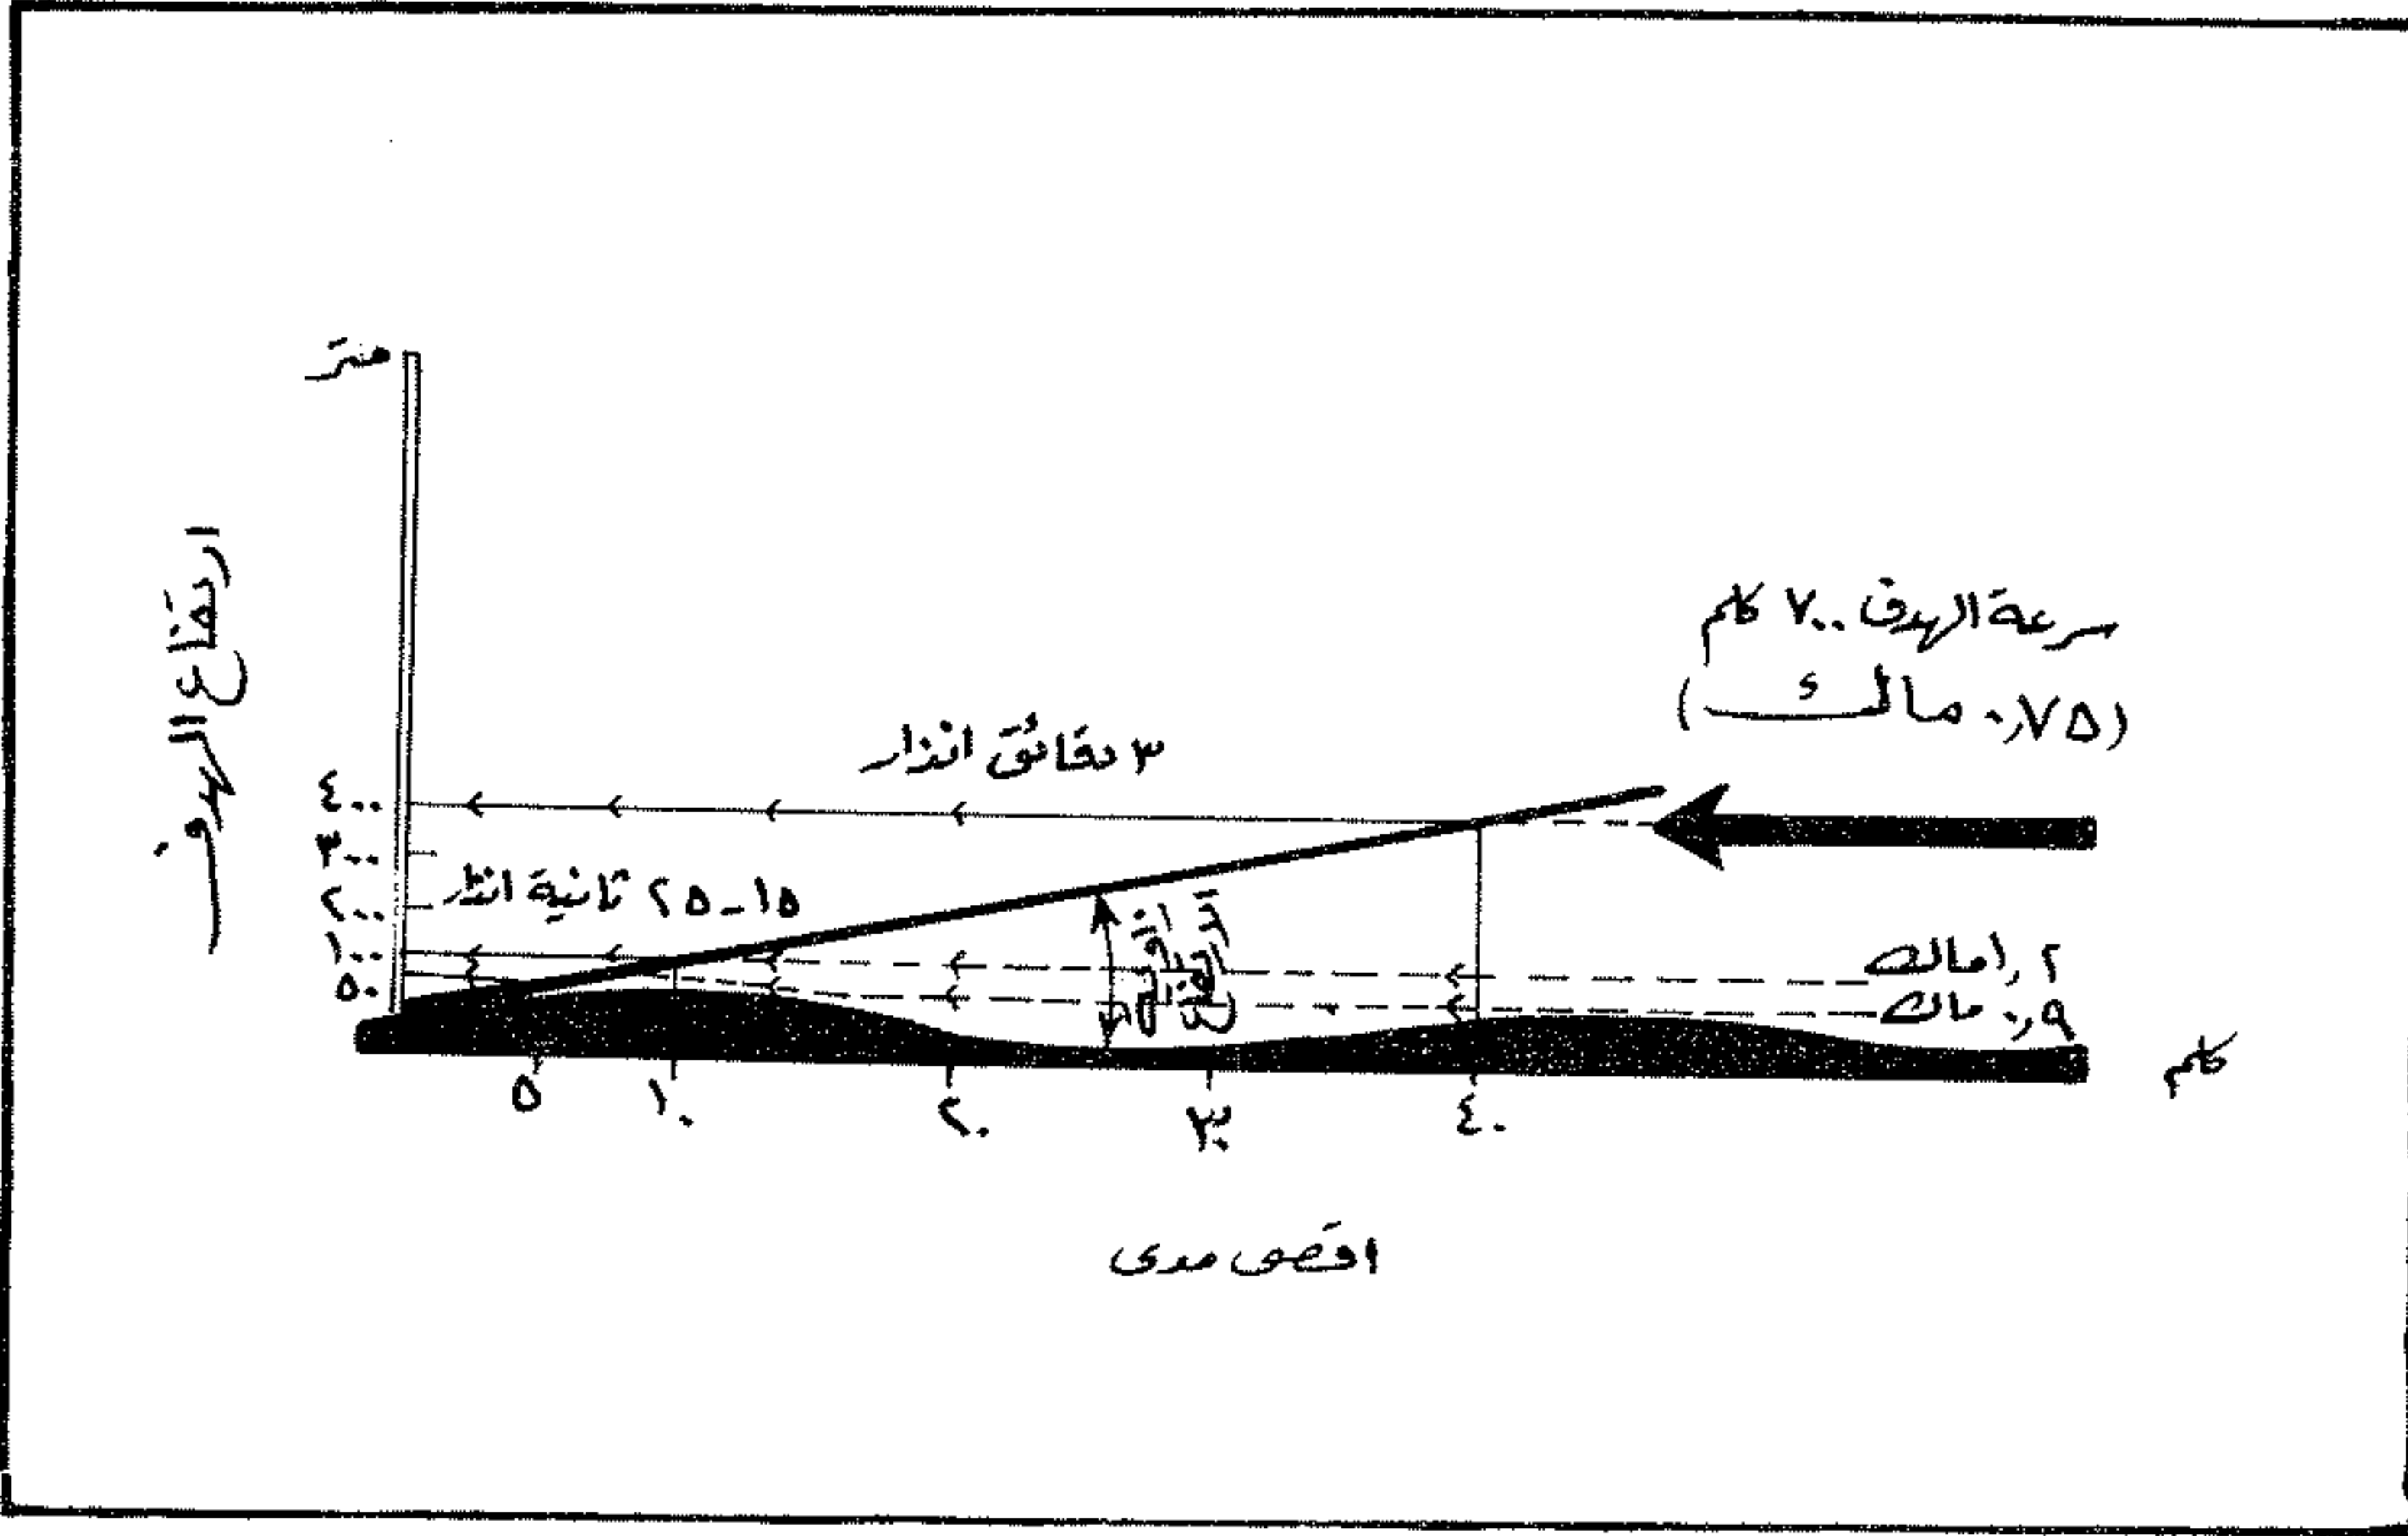 متر
ارتفاع الهدف
سرعة الهدف ٧٠٠ كلم
(٠,٧٥ ماك)
٣ دقائق انذار
٤٠٠
٣٠٠
٢٠٠
١٥-٢٥ ثانية انذار
١٠٠
٥٠
١,٢ ماك
٠,٩ ماك
كلم
٥
١٠
٢٠
٣٠
٤٠
اقصى مدى